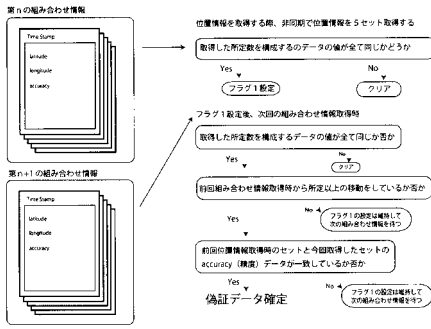 第nの組み合わせ情報
Time Stamp
latitude
longitude
accuracy
第n+1の組み合わせ情報
Time Stamp
latitude
longitude
accuracy
位置情報を取得する際、非同期で位置情報を5セット取得する
取得した所定数を構成するのデータの値が全て同じかどうか
Yes
No
フラグ1設定
クリア
フラグ1設定後、次回の組み合わせ情報取得時
取得した所定数を構成するデータの値が全て同じか否か
Yes
No
クリア
前回組み合わせ情報取得時から所定以上の移動をしているか否か
Yes
No
フラグ1の設定は維持して
次の組み合わせ情報を待つ
前回位置情報取得時のセットと今回取得したセットの
accuracy(精度)データが一致しているか否か
Yes
No
フラグ1の設定は維持して
次の組み合わせ情報を待つ
偽証データ確定